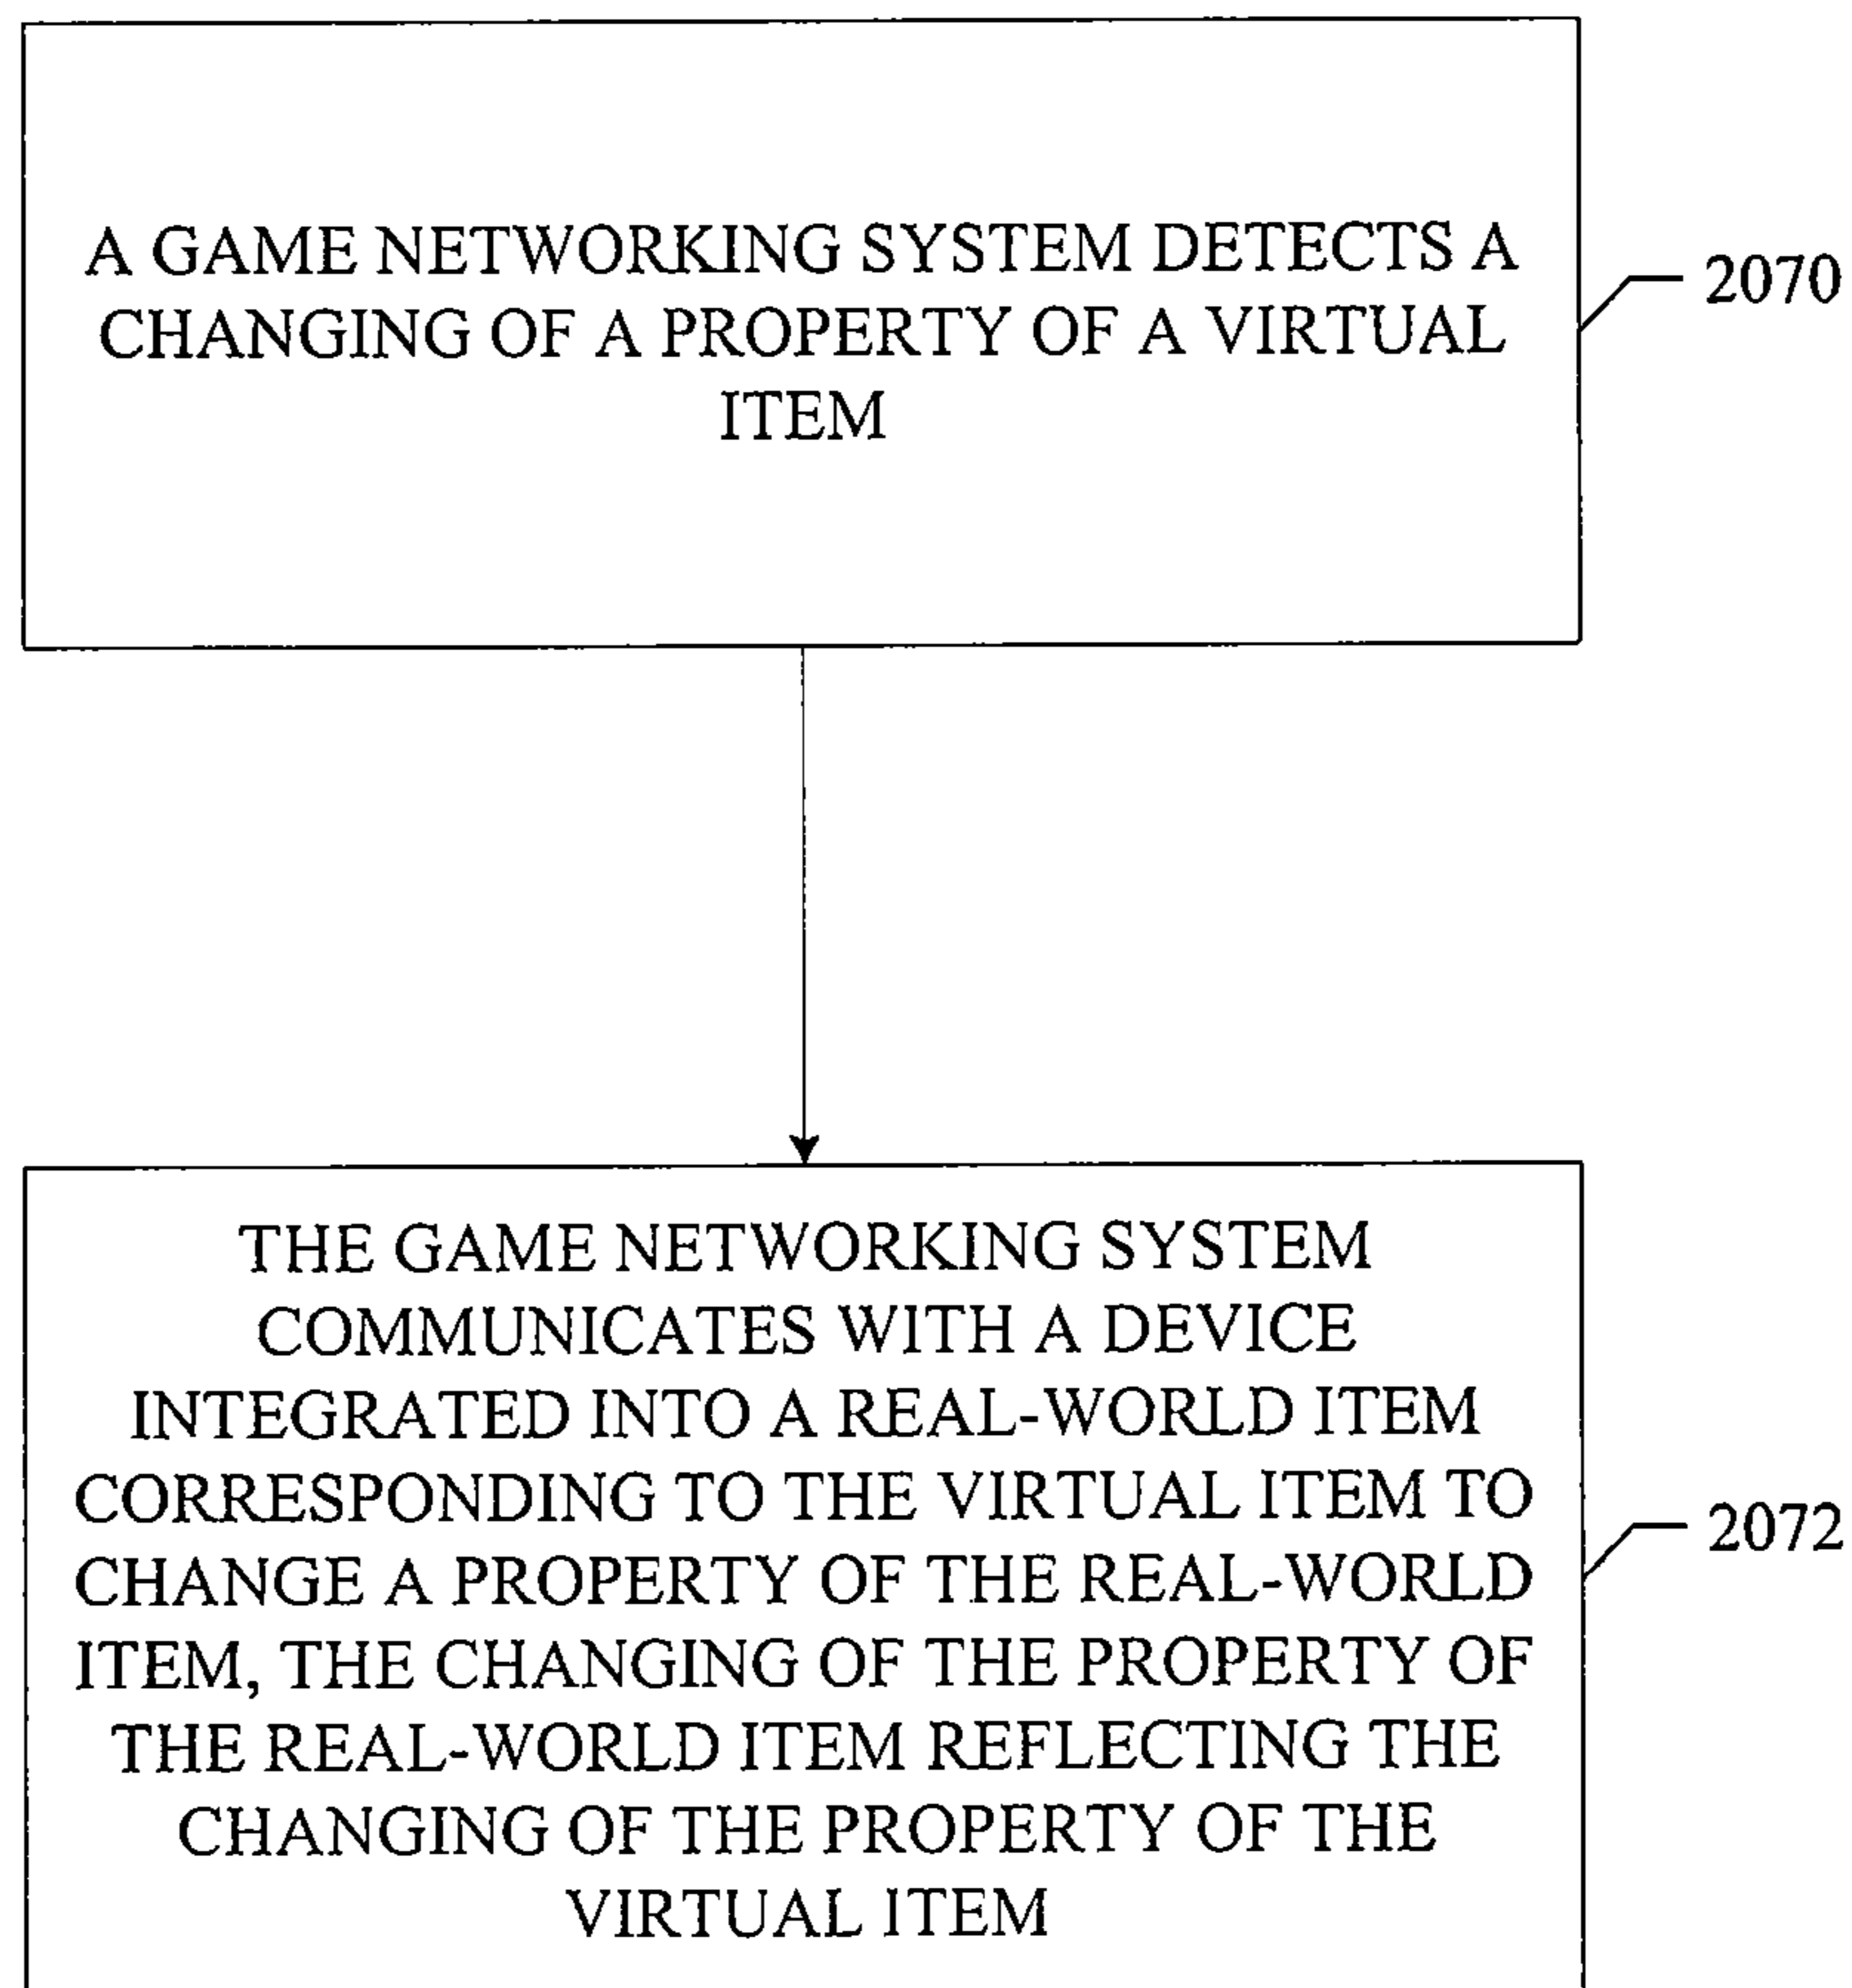 A GAME NETWORKING SYSTEM DETECTS A
CHANGING OF A PROPERTY OF A VIRTUAL
ITEM
2070
THE GAME NETWORKING SYSTEM
COMMUNICATES WITH A DEVICE
INTEGRATED INTO A REAL-WORLD ITEM
CORRESPONDING TO THE VIRTUAL ITEM TO
CHANGE A PROPERTY OF THE REAL-WORLD
ITEM, THE CHANGING OF THE PROPERTY OF
THE REAL-WORLD ITEM REFLECTING THE
CHANGING OF THE PROPERTY OF THE
VIRTUAL ITEM
2072